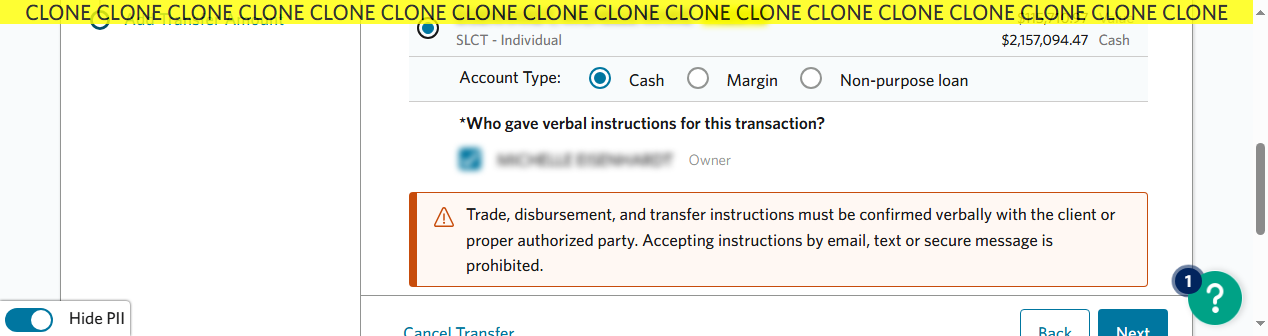 CLONE CLONE CLONE CLONE CLONE CLONE CLONE CLONE CLONE CLONE CLONE CLONE CLONE CLONE CLONE CLONE CLONE
SLCT - Individual
$2,157,094.47 Cash
Account Type: Cash Margin Non-purpose loan
*Who gave verbal instructions for this transaction?
Owner
Trade, disbursement, and transfer instructions must be confirmed verbally with the client or
proper authorized party. Accepting instructions by email, text or secure message is
prohibited.
1
?
Hide PII
Cancel Transfer
Back
Next